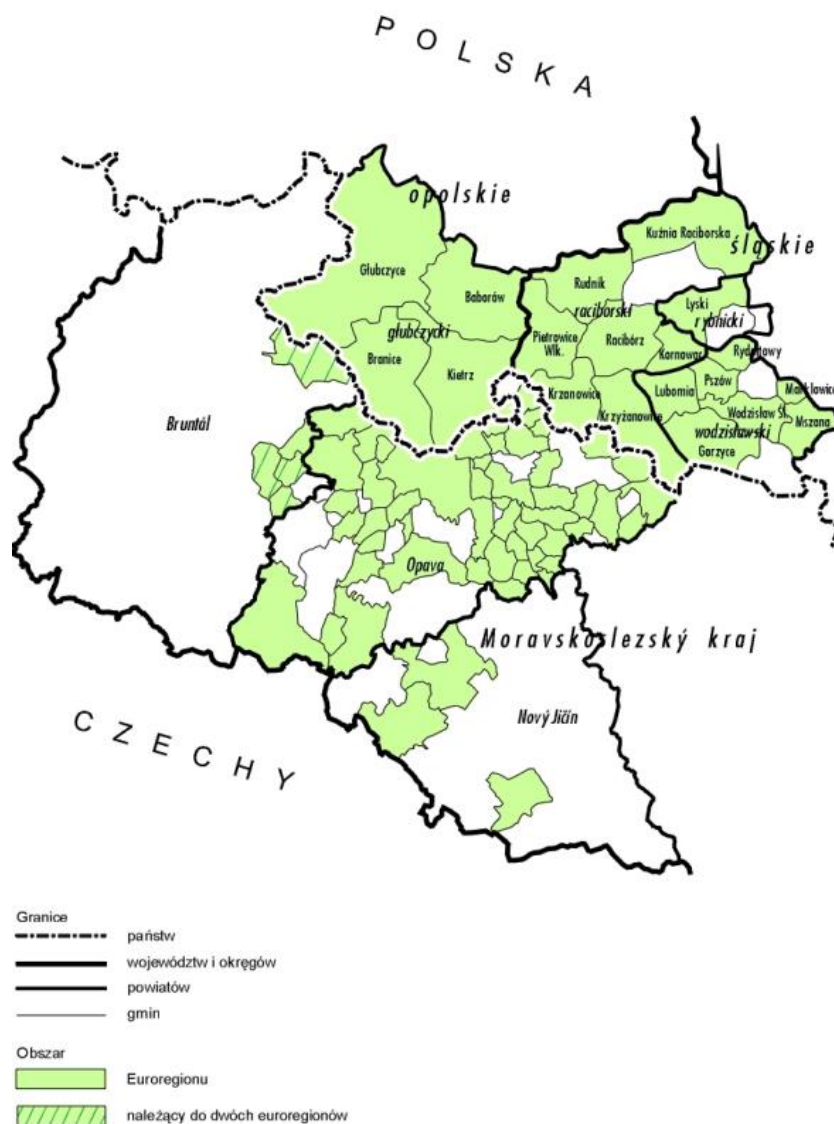 POLSKA
opolskie
Kuźnia Raciborska
śląskie
Głubczyce
Rudnik
Baborów
raciborski
Lyski
rybnicki
głubczycki
Pietrowice
Wlk.
Racibórz
Kornowac
Rydułtowy
Branice
Kietrz
Krzanowice
Lubomia
Pszów
Marklowice
Krzyżanowice
Wodzisław Śl.
Mszana
wodzisławski
Gorzyce
Bruntál
Opava
Moravskoslezský kraj
Nový Jičín
CZECHY
Granice
państw
województw i okręgów
powiatów
gmin
Obszar
Euroregionu
należący do dwóch euroregionów